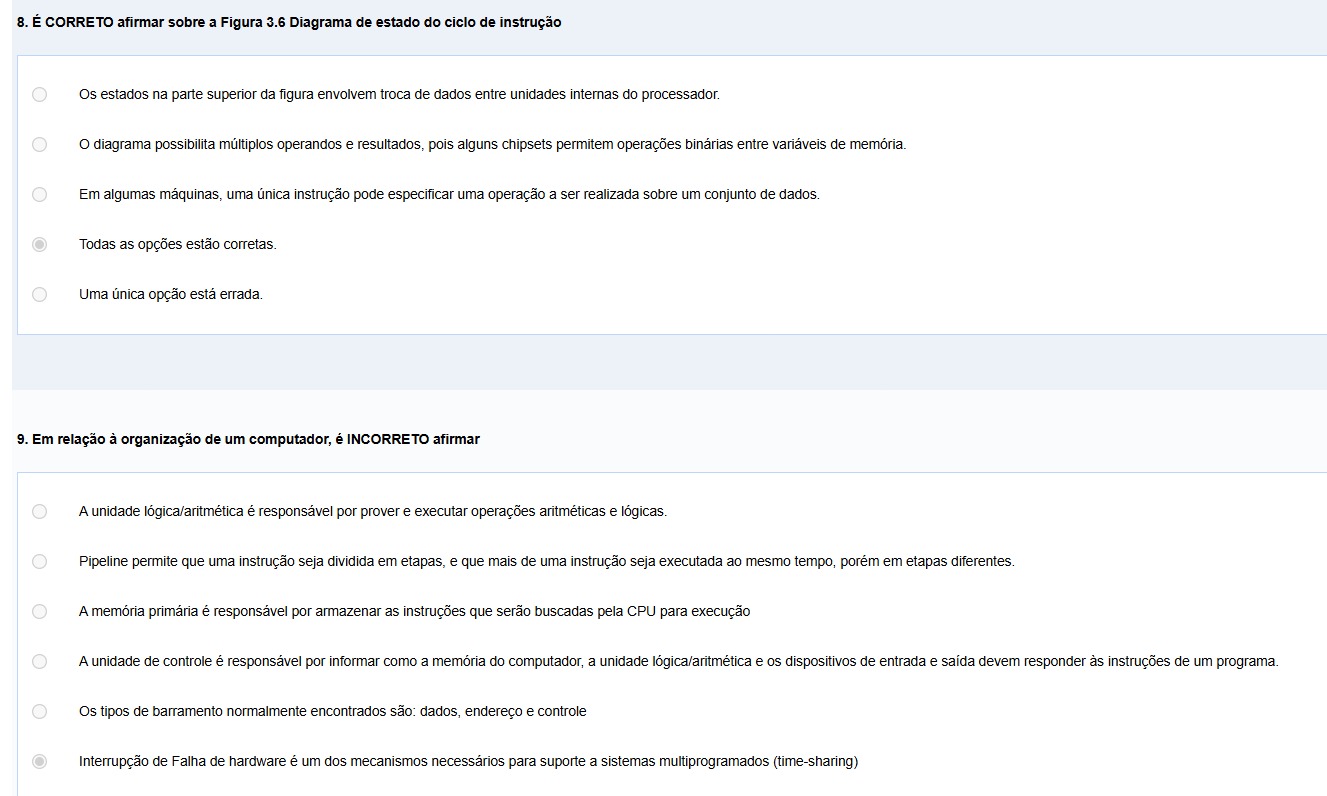 8. É CORRETO afirmar sobre a Figura 3.6 Diagrama de estado do ciclo de instrução
Os estados na parte superior da figura envolvem troca de dados entre unidades internas do processador.
O diagrama possibilita múltiplos operandos e resultados, pois alguns chipsets permitem operações binárias entre variáveis de memória.
Em algumas máquinas, uma única instrução pode especificar uma operação a ser realizada sobre um conjunto de dados.
Todas as opções estão corretas.
Uma única opção está errada.
9. Em relação à organização de um computador, é INCORRETO afirmar
A unidade lógica/aritmética é responsável por prover e executar operações aritméticas e lógicas.
Pipeline permite que uma instrução seja dividida em etapas, e que mais de uma instrução seja executada ao mesmo tempo, porém em etapas diferentes.
A memória primária é responsável por armazenar as instruções que serão buscadas pela CPU para execução
A unidade de controle é responsável por informar como a memória do computador, a unidade lógica/aritmética e os dispositivos de entrada e saída devem responder às instruções de um programa.
Os tipos de barramento normalmente encontrados são: dados, endereço e controle
Interrupção de Falha de hardware é um dos mecanismos necessários para suporte a sistemas multiprogramados (time-sharing)